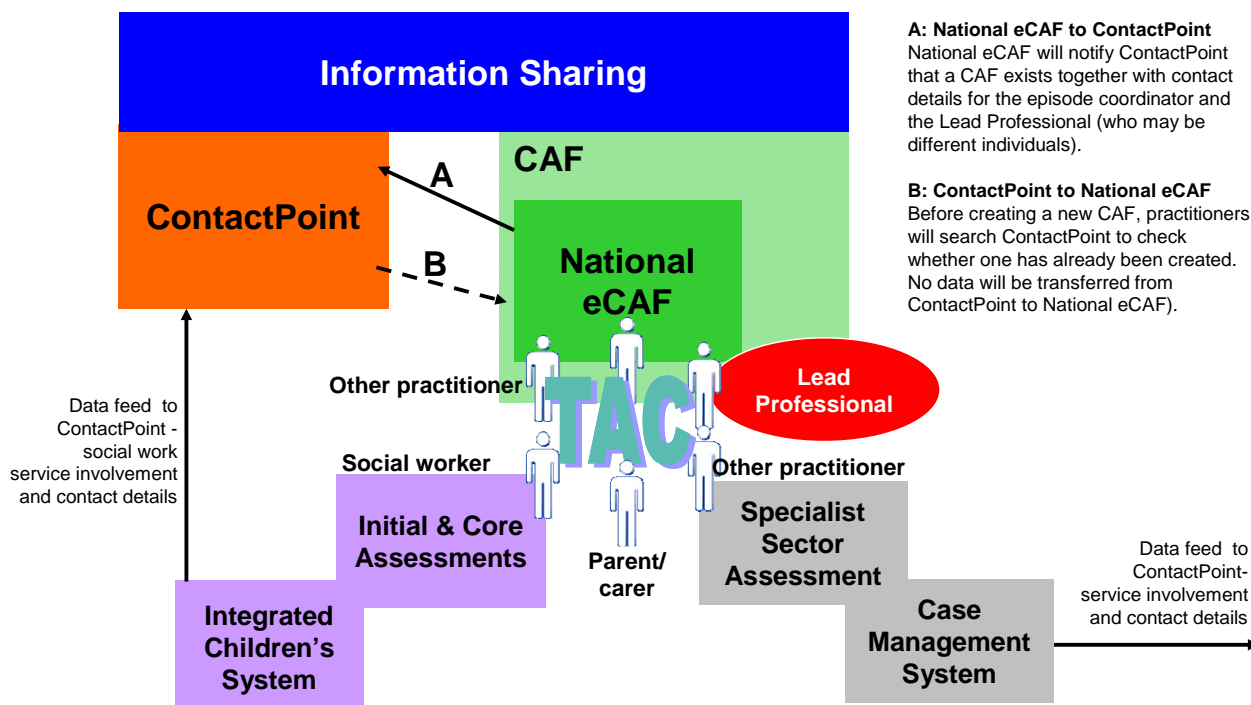 Information Sharing
A: National eCAF to ContactPoint
National eCAF will notify ContactPoint
that a CAF exists together with contact
details for the episode coordinator and
the Lead Professional (who may be
different individuals).
B: ContactPoint to National eCAF
Before creating a new CAF, practitioners
will search ContactPoint to check
whether one has already been created.
No data will be transferred from
ContactPoint to National eCAF).
ContactPoint
A
B
CAF
National
eCAF
Other practitioner
TAC
Lead
Professional
Data feed to
ContactPoint -
social work
service involvement
and contact details
Social worker
Other practitioner
Initial & Core
Assessments
Parent/
carer
Specialist
Sector
Assessment
Integrated
Children’s
System
Case
Management
System
Data feed to
ContactPoint-
service involvement
and contact details